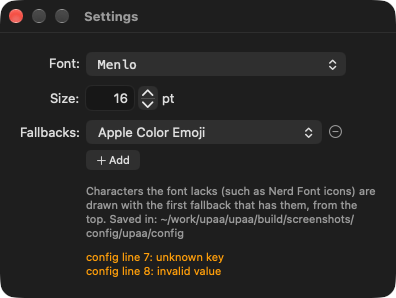 Settings
Font: Menlo
Size: 16 pt
Fallbacks: Apple Color Emoji
+ Add
Characters the font lacks (such as Nerd Font icons) are
drawn with the first fallback that has them, from the
top. Saved in: ~/work/upaa/upaa/build/screenshots/
config/upaa/config
config line 7: unknown key
config line 8: invalid value